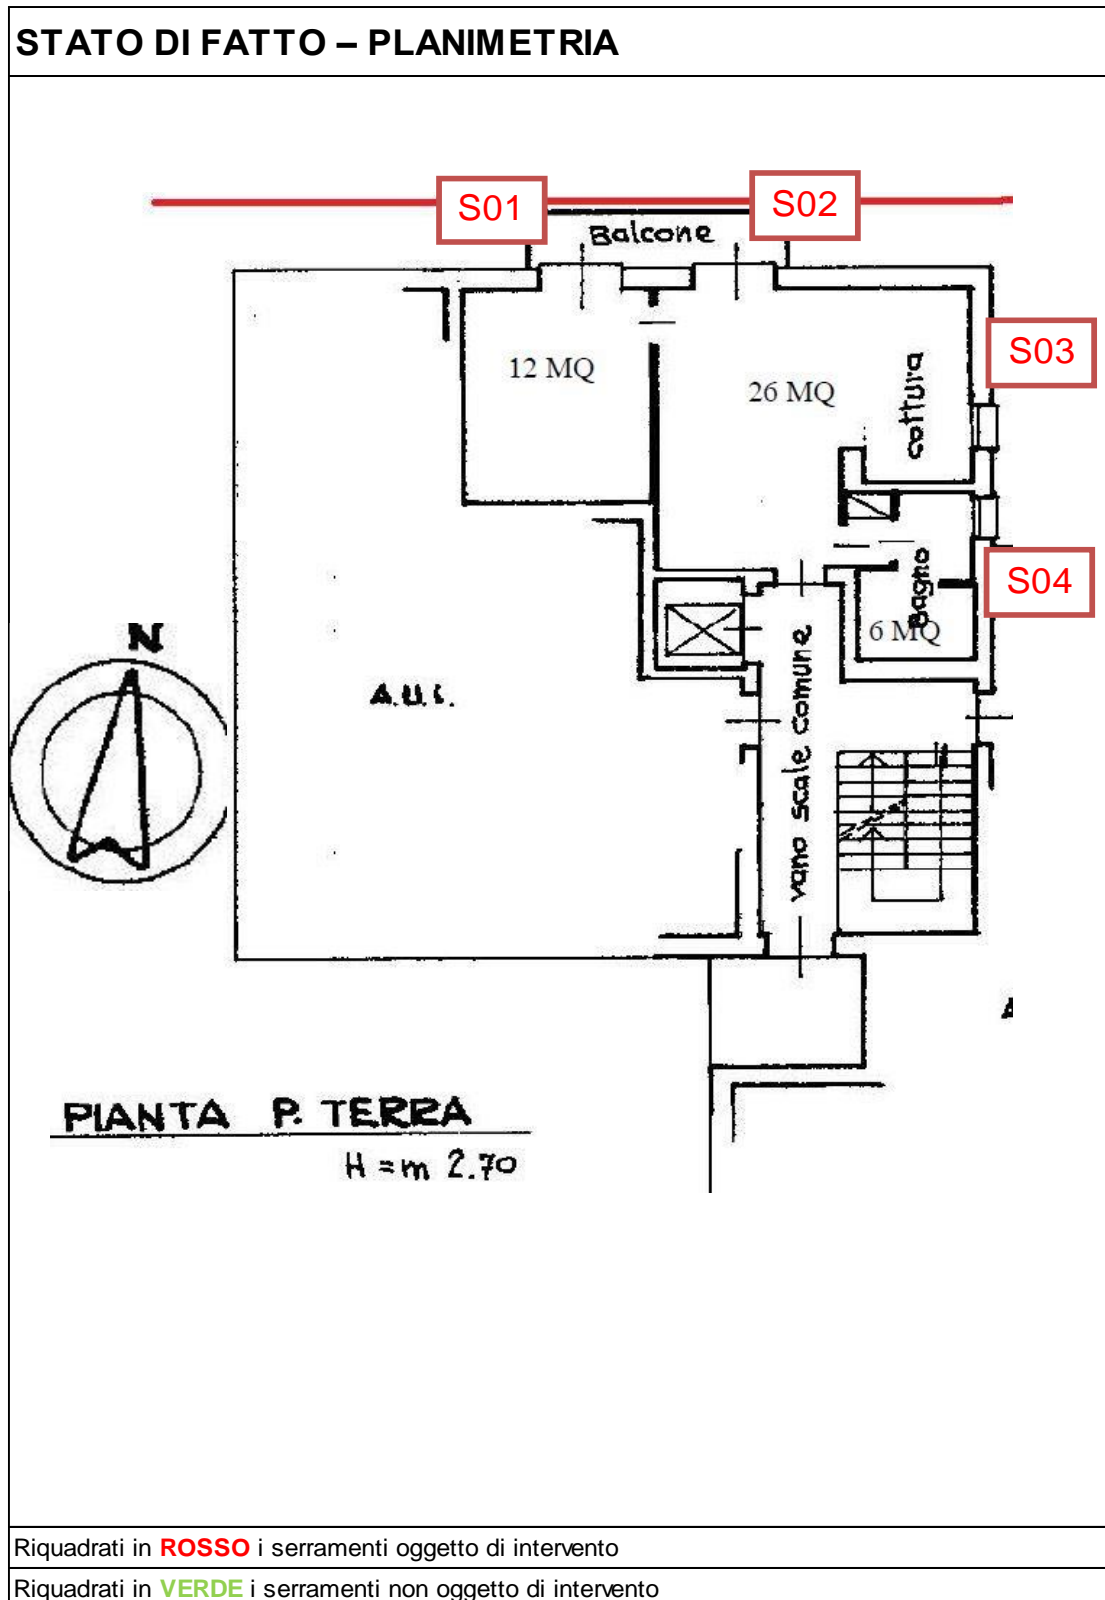 STATO DI FATTO – PLANIMETRIA
S01
S02
Balcone
S03
12 MQ
26 MQ
cottura
S04
Bagno
6 MQ
N
A.U.I.
vano scale comune
PIANTA P. TERRA
H = m 2.70
Riquadrati in ROSSO i serramenti oggetto di intervento
Riquadrati in VERDE i serramenti non oggetto di intervento